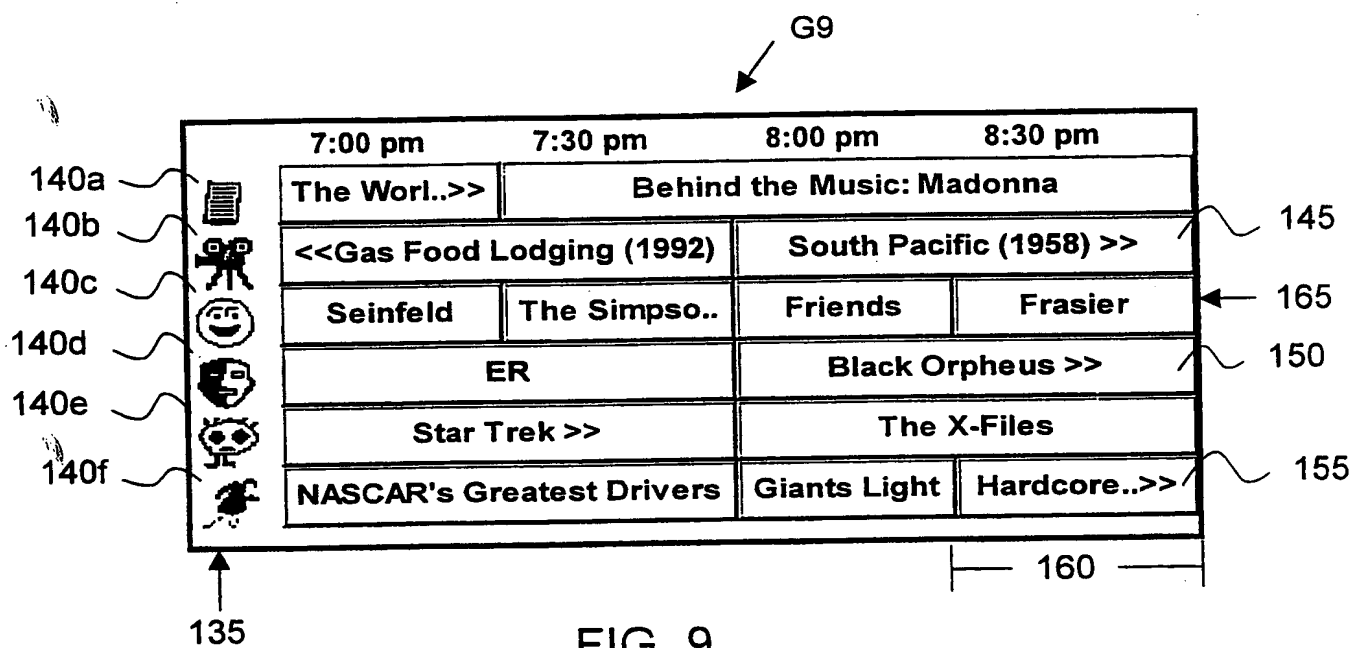 G9
7:00 pm 7:30 pm 8:00 pm 8:30 pm
140a The Worl..>> Behind the Music: Madonna
140b <<Gas Food Lodging (1992) South Pacific (1958) >> 145
140c Seinfeld The Simpso.. Friends Frasier 165
140d ER Black Orpheus >> 150
140e Star Trek >> The X-Files
140f NASCAR's Greatest Drivers Giants Light Hardcore..>> 155
160
135
FIG. 9